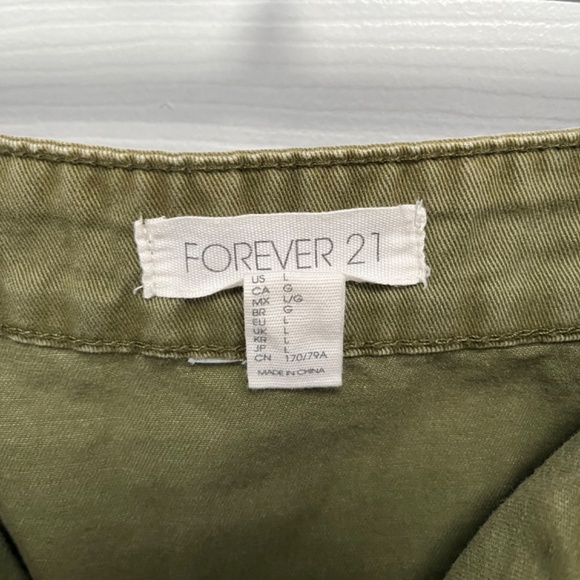 FOREVER 21
US L
CA G
MX L/G
BR G
EU L
UK L
KR L
JP L
CN 170/79A
MADE IN CHINA